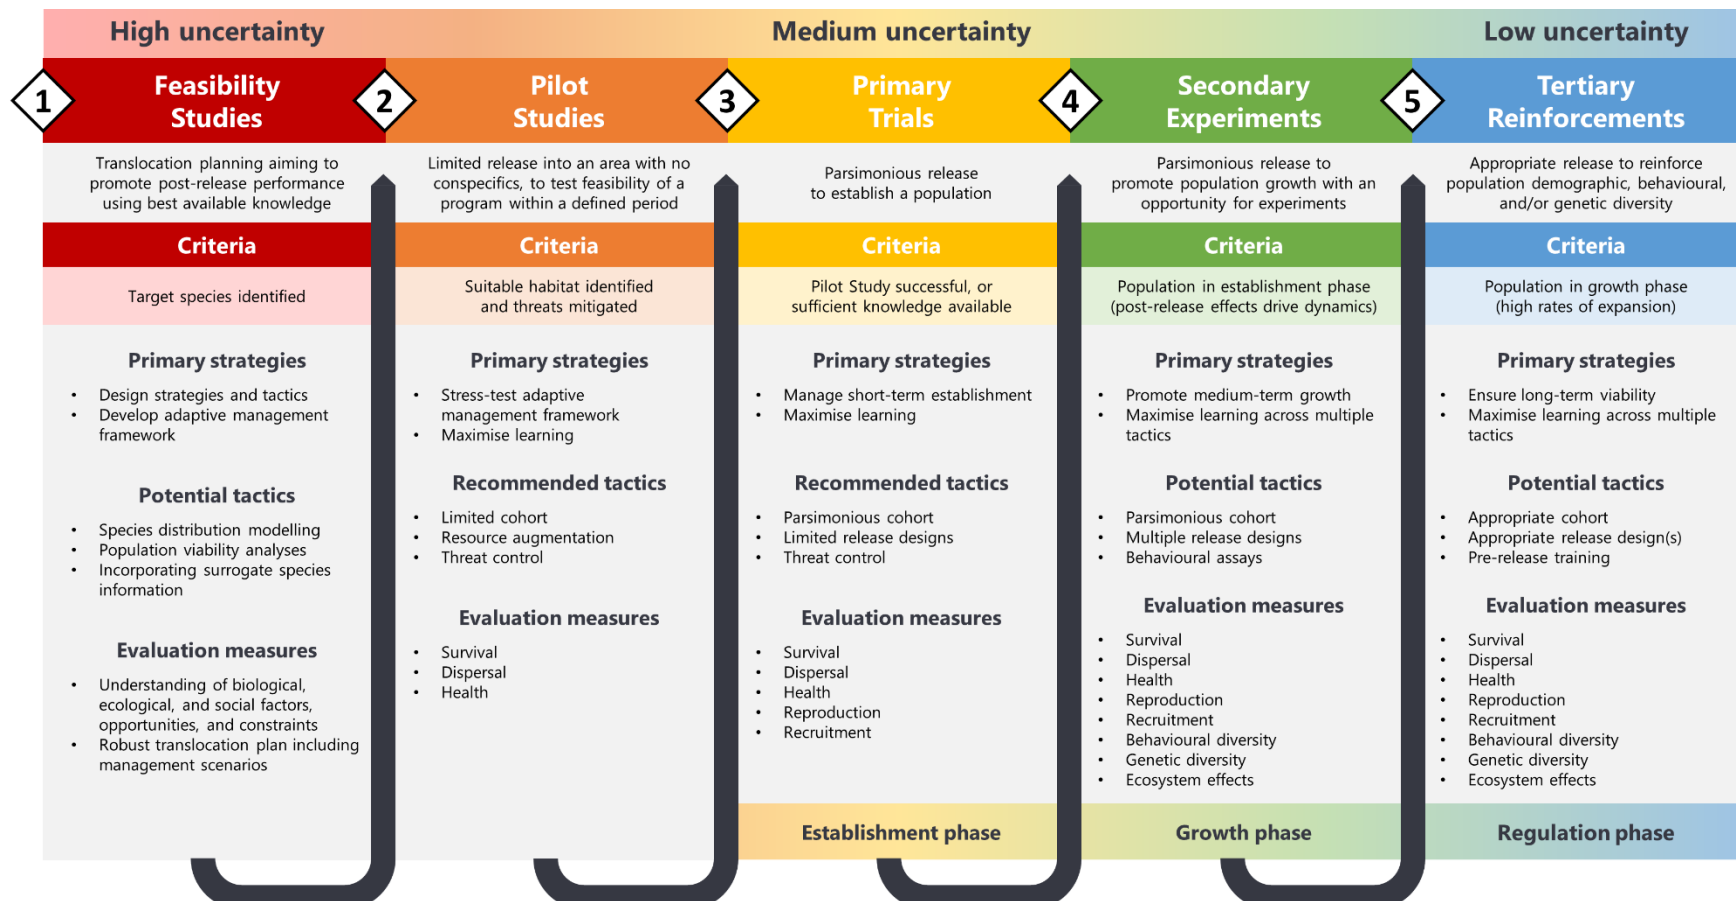 High uncertainty
Medium uncertainty
Low uncertainty
1
Feasibility
Studies
Translocation planning aiming to
promote post-release performance
using best available knowledge
Criteria
Target species identified
Primary strategies
• Design strategies and tactics
• Develop adaptive management
framework
Potential tactics
• Species distribution modelling
• Population viability analyses
• Incorporating surrogate species
information
Evaluation measures
• Understanding of biological,
ecological, and social factors,
opportunities, and constraints
• Robust translocation plan including
management scenarios
2
Pilot
Studies
Limited release into an area with no
conspecifics, to test feasibility of a
program within a defined period
Criteria
Suitable habitat identified
and threats mitigated
Primary strategies
• Stress-test adaptive
management framework
• Maximise learning
Recommended tactics
• Limited cohort
• Resource augmentation
• Threat control
Evaluation measures
• Survival
• Dispersal
• Health
3
Primary
Trials
Parsimonious release
to establish a population
Criteria
Pilot Study successful, or
sufficient knowledge available
Primary strategies
• Manage short-term establishment
• Maximise learning
Recommended tactics
• Parsimonious cohort
• Limited release designs
• Threat control
Evaluation measures
• Survival
• Dispersal
• Health
• Reproduction
• Recruitment
Establishment phase
4
Secondary
Experiments
Parsimonious release to
promote population growth with an
opportunity for experiments
Criteria
Population in establishment phase
(post-release effects drive dynamics)
Primary strategies
• Promote medium-term growth
• Maximise learning across multiple
tactics
Potential tactics
• Parsimonious cohort
• Multiple release designs
• Behavioural assays
Evaluation measures
• Survival
• Dispersal
• Health
• Reproduction
• Recruitment
• Behavioural diversity
• Genetic diversity
• Ecosystem effects
Growth phase
5
Tertiary
Reinforcements
Appropriate release to reinforce
population demographic, behavioural,
and/or genetic diversity
Criteria
Population in growth phase
(high rates of expansion)
Primary strategies
• Ensure long-term viability
• Maximise learning across multiple
tactics
Potential tactics
• Appropriate cohort
• Appropriate release design(s)
• Pre-release training
Evaluation measures
• Survival
• Dispersal
• Health
• Reproduction
• Recruitment
• Behavioural diversity
• Genetic diversity
• Ecosystem effects
Regulation phase